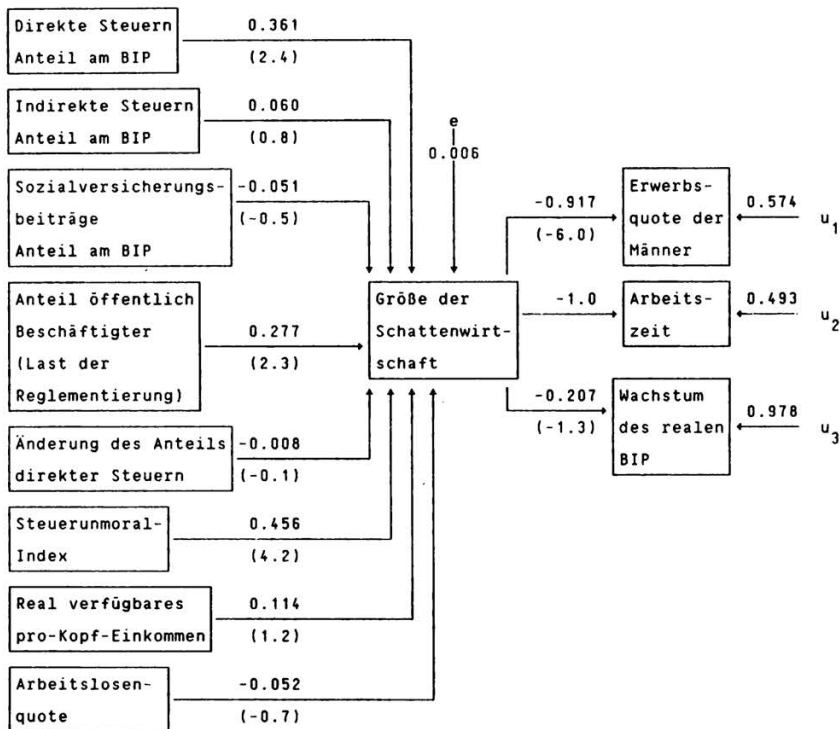 Direkte Steuern
Anteil am BIP
0.361
(2.4)
Indirekte Steuern
Anteil am BIP
0.060
(0.8)
e
0.006
Sozialversicherungs-
beiträge
Anteil am BIP
-0.051
(-0.5)
-0.917
(-6.0)
Erwerbs-
quote der
Männer
0.574
u1
Anteil öffentlich
Beschäftigter
(Last der
Reglementierung)
0.277
(2.3)
Größe der
Schattenwirt-
schaft
-1.0
Arbeits-
zeit
0.493
u2
-0.207
(-1.3)
Wachstum
des realen
BIP
0.978
u3
Änderung des Anteils
direkter Steuern
-0.008
(-0.1)
Steuerunmoral-
Index
0.456
(4.2)
Real verfügbares
pro-Kopf-Einkommen
0.114
(1.2)
Arbeitslosen-
quote
-0.052
(-0.7)